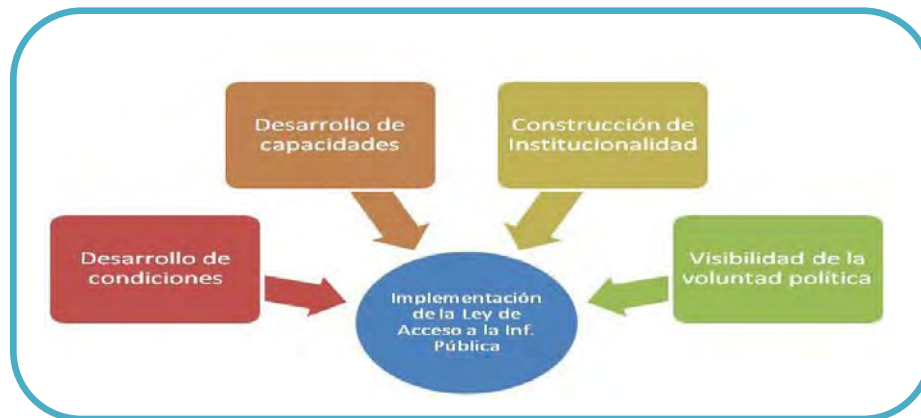 Desarrollo de
capacidades
Construcción de
Institucionalidad
Desarrollo de
condiciones
Visibilidad de la
voluntad política
Implementación
de la Ley de
Acceso a la Inf.
Pública